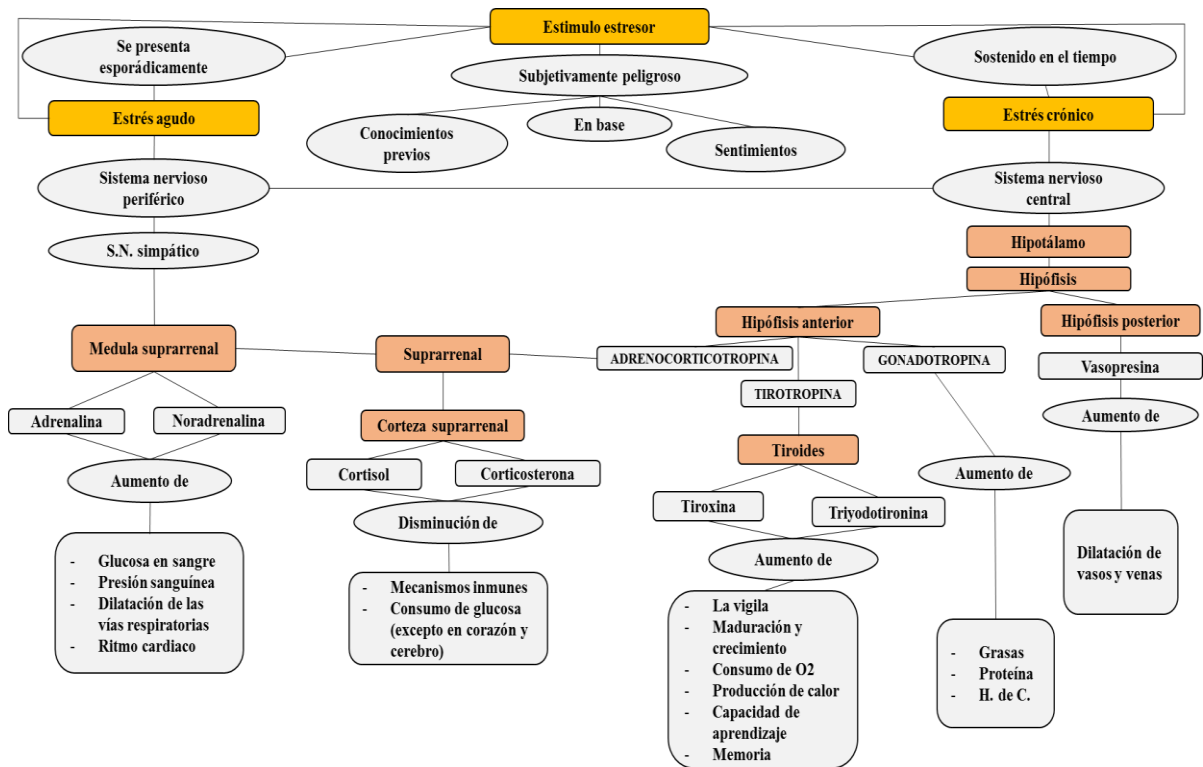 Estimulo estresor
Se presenta
esporádicamente
Subjetivamente peligroso
Sostenido en el tiempo
Estrés agudo
Conocimientos
previos
En base
Sentimientos
Estrés crónico
Sistema nervioso
periférico
Sistema nervioso
central
S.N. simpático
Hipotálamo
Hipófisis
Hipófisis anterior
Hipófisis posterior
Medula suprarrenal
Suprarrenal
ADRENOCORTICOTROPINA
GONADOTROPINA
Vasopresina
TIROTROPINA
Adrenalina
Noradrenalina
Corteza suprarrenal
Aumento de
Tiroides
Cortisol
Corticosterona
Aumento de
Aumento de
Tiroxina
Triyodotironina
Disminución de
Aumento de
- Glucosa en sangre
- Presión sanguínea
- Dilatación de las
vías respiratorias
- Ritmo cardiaco
- Mecanismos inmunes
- Consumo de glucosa
(excepto en corazón y
cerebro)
- La vigila
- Maduración y
crecimiento
- Consumo de O2
- Producción de calor
- Capacidad de
aprendizaje
- Memoria
- Grasas
- Proteína
- H. de C.
Dilatación de
vasos y venas